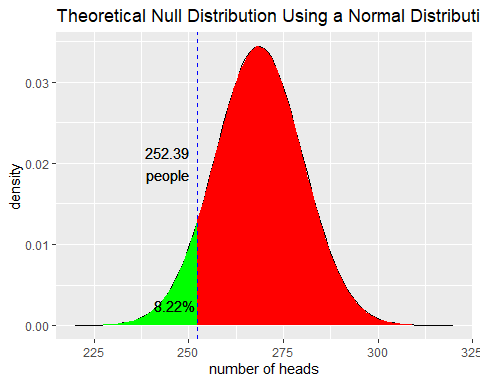 Theoretical Null Distribution Using a Normal Distributi
0.03
0.02
0.01
0.00
density
252.39
people
8.22%
225
250
275
300
325
number of heads